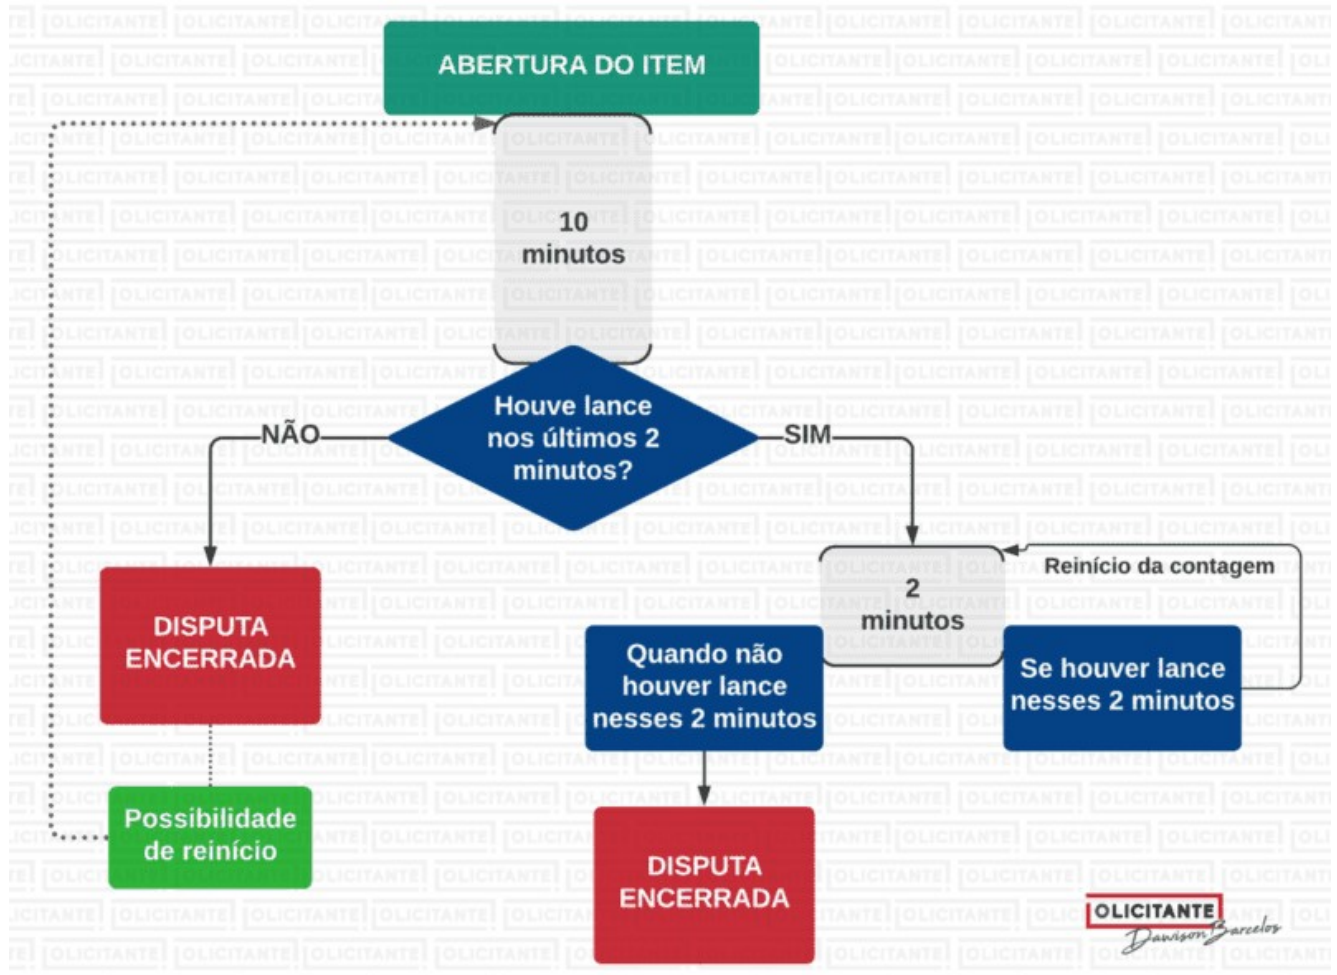 ABERTURA DO ITEM
10
minutos
Houve lance
nos últimos 2
minutos?
NÃO
SIM
Reinício da contagem
2
minutos
DISPUTA
ENCERRADA
Quando não
houver lance
nesses 2 minutos
Se houver lance
nesses 2 minutos
Possibilidade
de reinício
DISPUTA
ENCERRADA
OLICITANTE
Dawison Barcelos